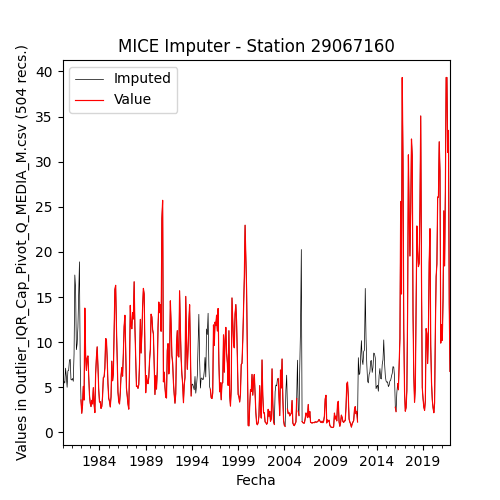 MICE Imputer - Station 29067160
Values in Outlier_IQR_Cap_Pivot_Q_MEDIA_M.csv (504 recs.)
Imputed
Value
40
35
30
25
20
15
10
5
0
1984 1989 1994 1999 2004 2009 2014 2019
Fecha